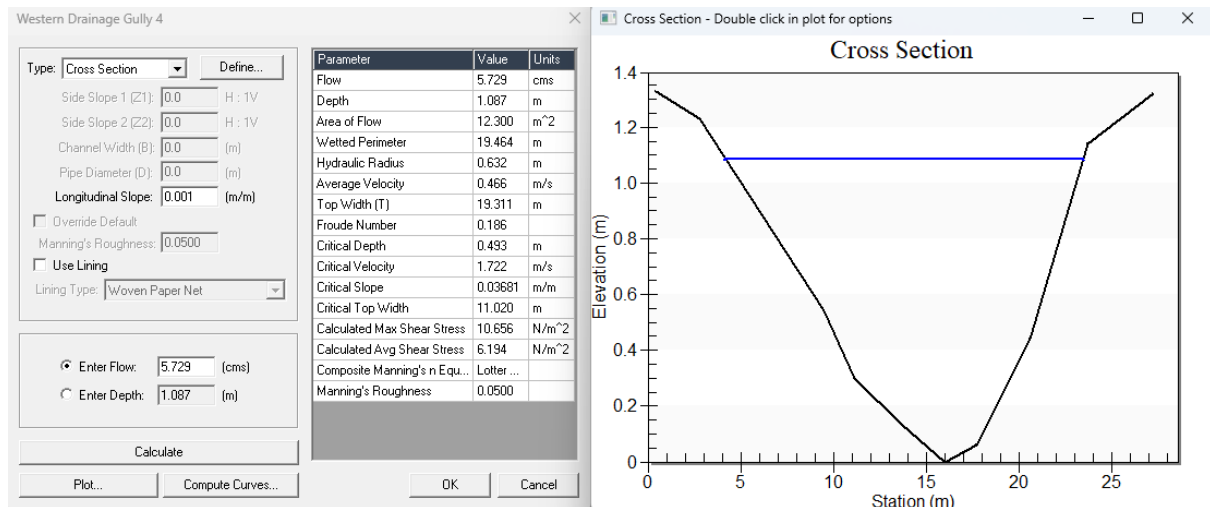 Western Drainage Gully 4
Type: Cross Section Define...
Side Slope 1 (Z1): 0.0 H : 1V
Side Slope 2 (Z2): 0.0 H : 1V
Channel Width (B): 0.0 (m)
Pipe Diameter (D): 0.0 (m)
Longitudinal Slope: 0.001 (m/m)
Override Default
Manning's Roughness: 0.0500
Use Lining
Lining Type: Woven Paper Net
Enter Flow: 5.729 (cms)
Enter Depth: 1.087 (m)
Calculate
Plot... Compute Curves... OK Cancel
Parameter Value Units
Flow 5.729 cms
Depth 1.087 m
Area of Flow 12.300 m^2
Wetted Perimeter 19.464 m
Hydraulic Radius 0.632 m
Average Velocity 0.466 m/s
Top Width (T) 19.311 m
Froude Number 0.186
Critical Depth 0.493 m
Critical Velocity 1.722 m/s
Critical Slope 0.03681 m/m
Critical Top Width 11.020 m
Calculated Max Shear Stress 10.656 N/m^2
Calculated Avg Shear Stress 6.194 N/m^2
Composite Manning's n Equ... Lotter ...
Manning's Roughness 0.0500
Cross Section - Double click in plot for options
Cross Section
1.4
1.2
1.0
0.8
0.6
0.4
0.2
0
Elevation (m)
0 5 10 15 20 25
Station (m)